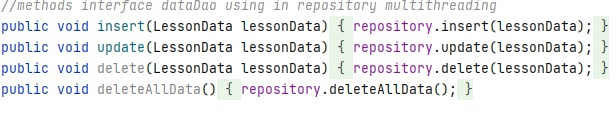 //methods interface dataDao using in repository multithreading
public void insert(LessonData lessonData) { repository.insert(lessonData); }
public void update(LessonData lessonData) { repository.update(lessonData); }
public void delete(LessonData lessonData) { repository.delete(lessonData); }
public void deleteAllData() { repository.deleteAllData(); }